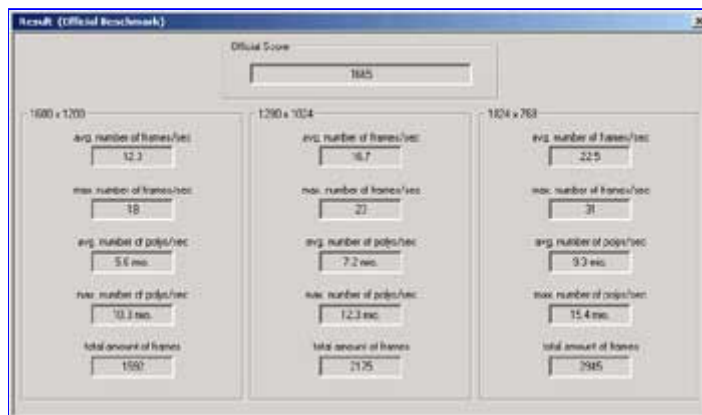 Result (Official Benchmark)
Official Score
1600 x 1200
1280 x 1024
1024 x 768
avg. number of frames/sec
avg. number of frames/sec
avg. number of frames/sec
12.3
16.7
22.5
max. number of frames/sec
max. number of frames/sec
max. number of frames/sec
18
23
31
avg. number of polys/sec
avg. number of polys/sec
avg. number of polys/sec
5.6 mio.
7.2 mio.
9.3 mio.
max. number of polys/sec
max. number of polys/sec
max. number of polys/sec
10.3 mio.
12.3 mio.
15.4 mio.
total amount of frames
total amount of frames
total amount of frames
2175